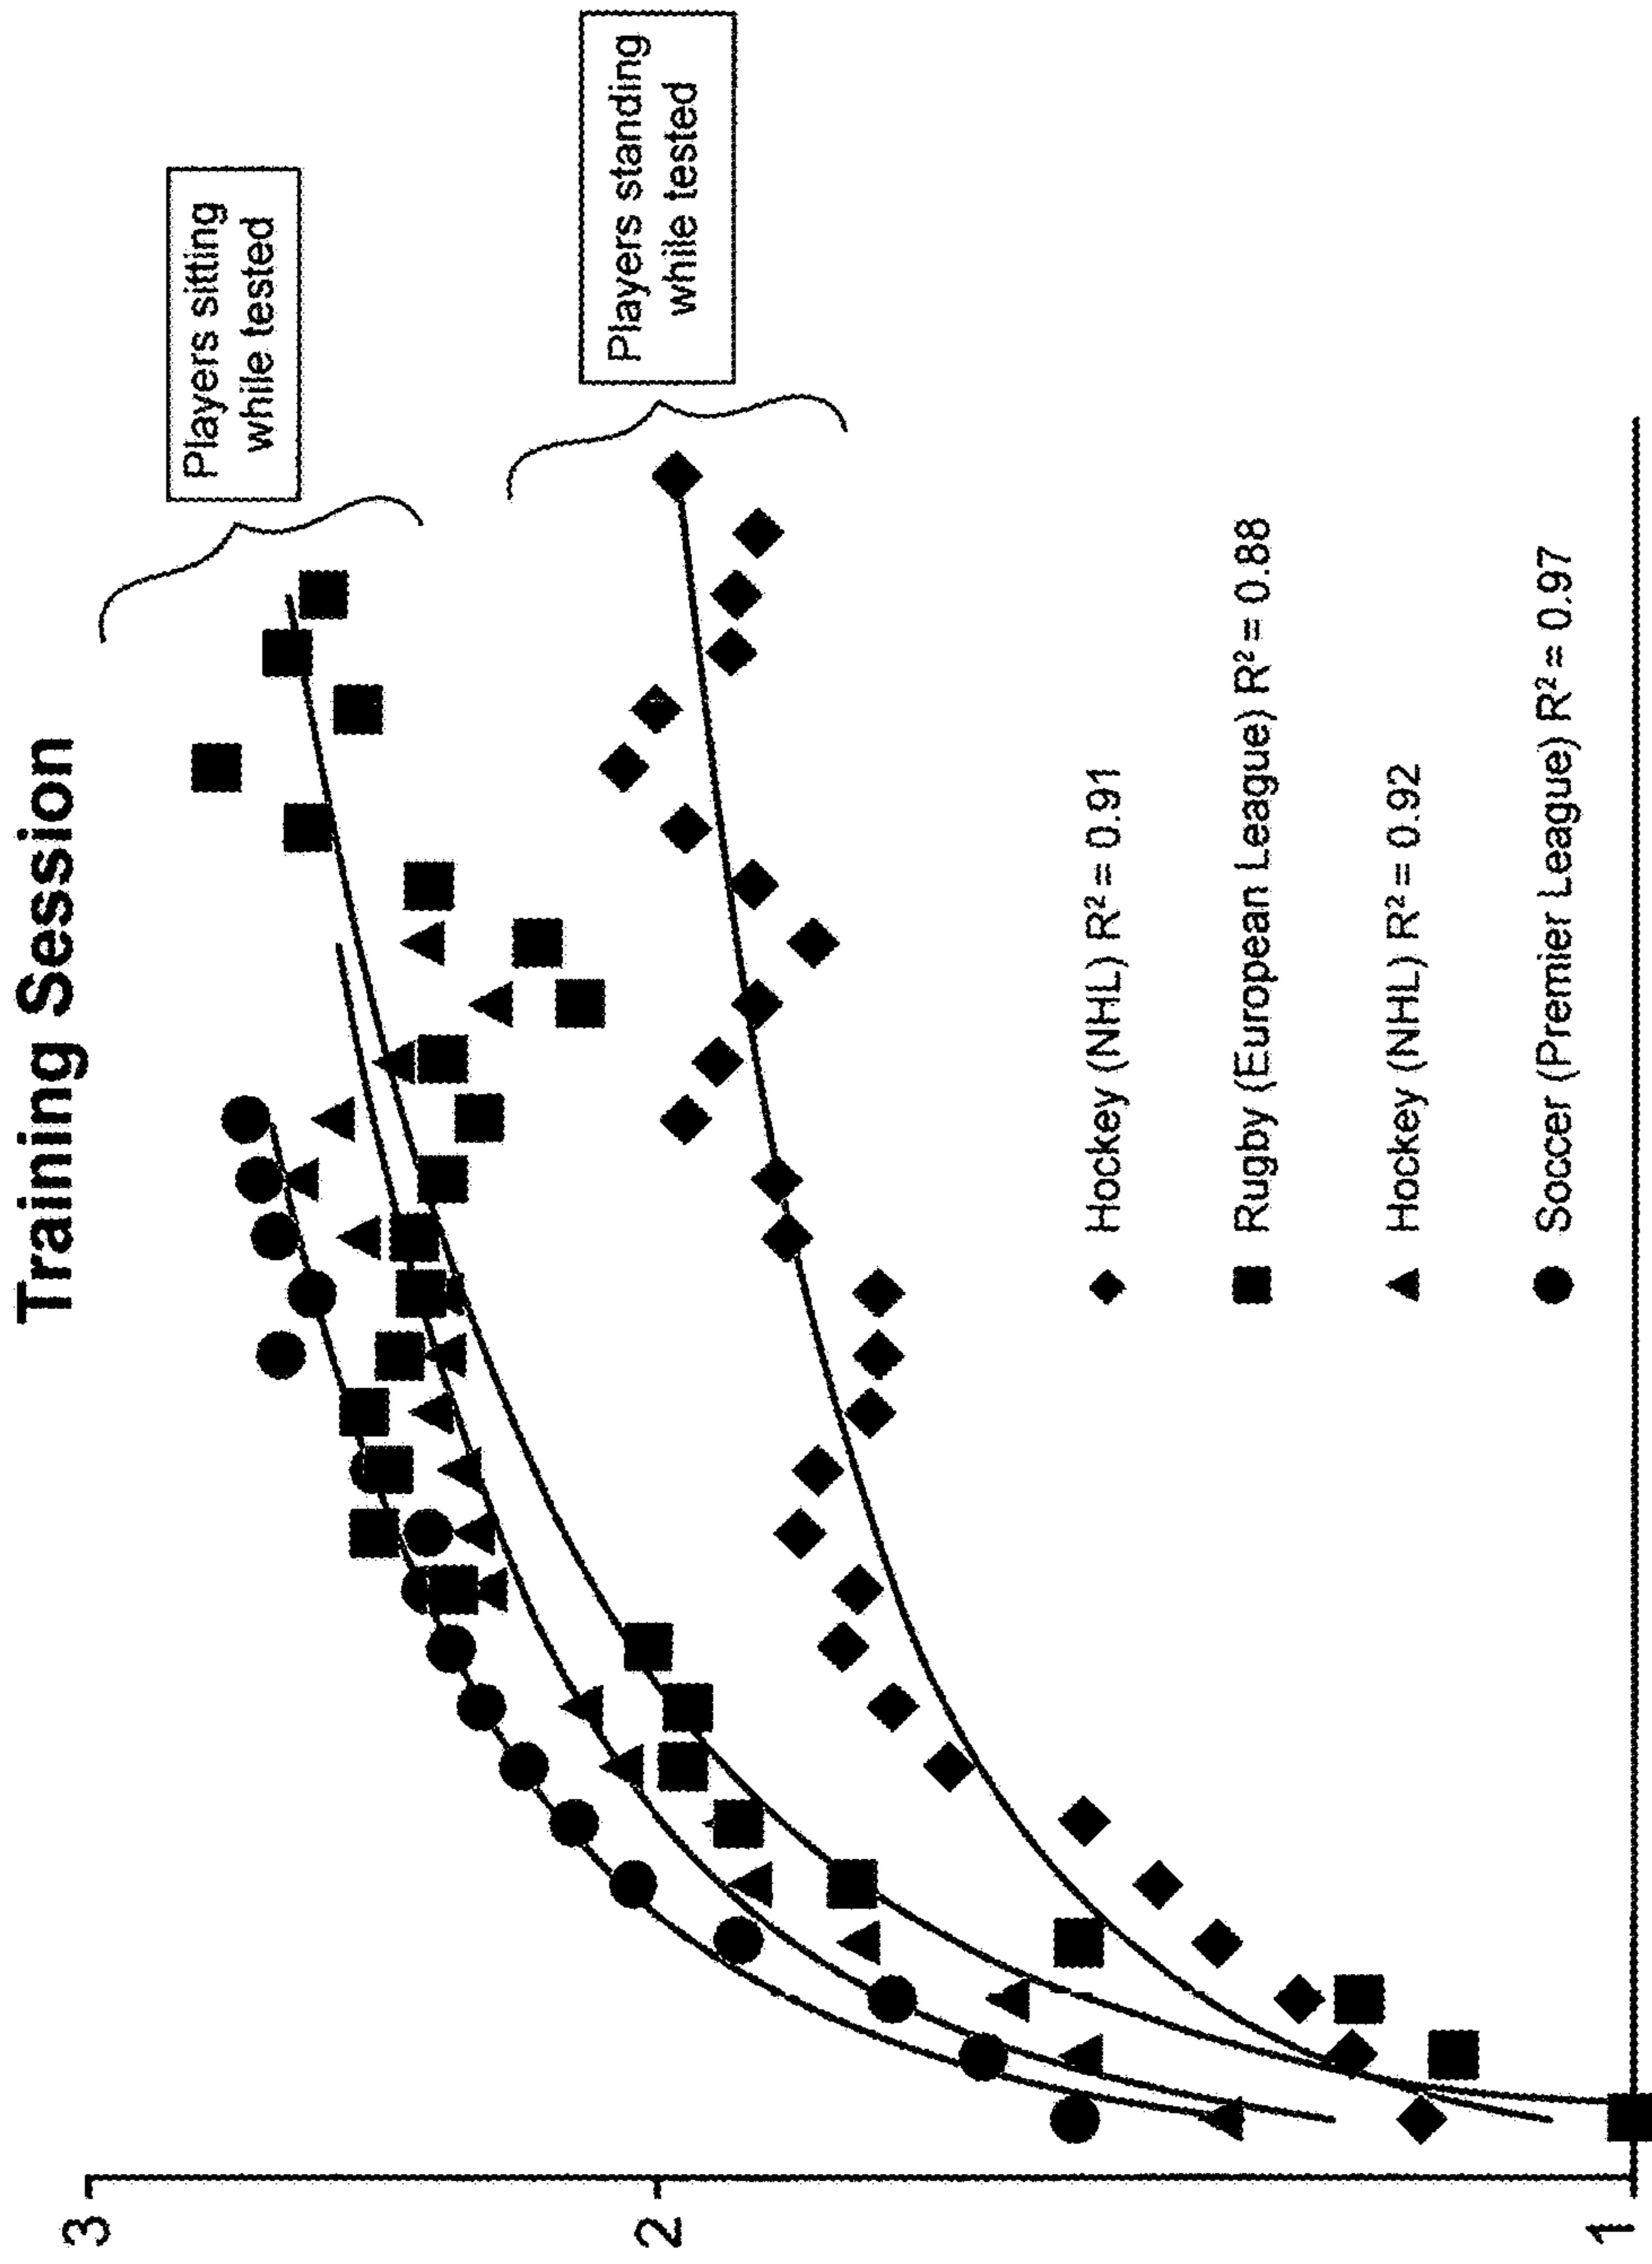 Training Session
Players sitting
while tested
Players standing
while tested
3
2
1
Hockey (NHL) R² = 0.91
Rugby (European League) R² = 0.88
Hockey (NHL) R² = 0.92
Soccer (Premier League) R² = 0.97